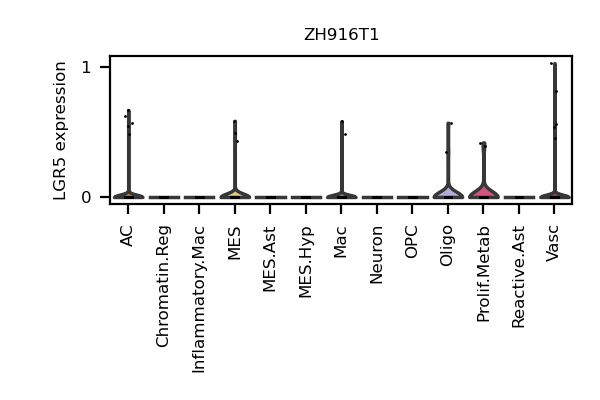 ZH916T1
LGR5 expression
1
0
AC
Chromatin.Reg
Inflammatory.Mac
MES
MES.Ast
MES.Hyp
Mac
Neuron
OPC
Oligo
Prolif.Metab
Reactive.Ast
Vasc